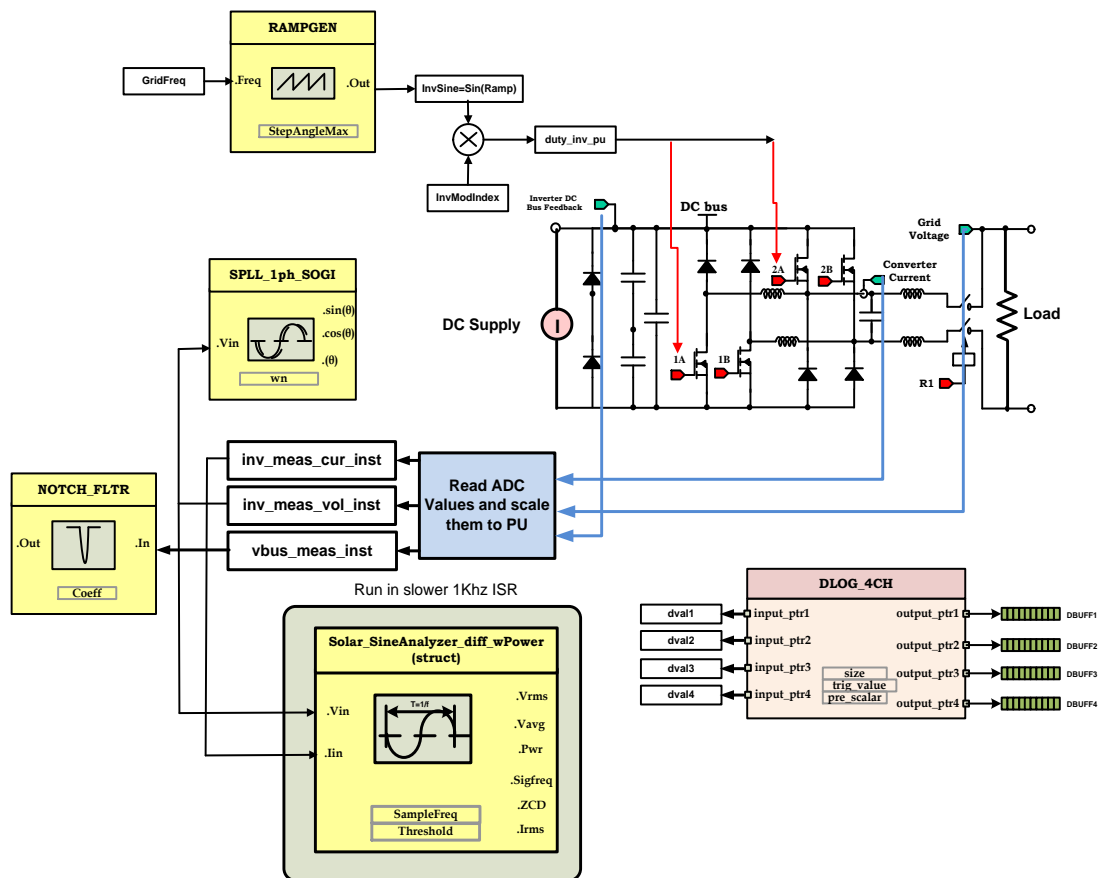 RAMPGEN
GridFreq
.Freq
.Out
StepAngleMax
InvSine=Sin(Ramp)
duty_inv_pu
InvModIndex
Inverter DC
Bus Feedback
DC bus
Grid
Voltage
2A
2B
Converter
Current
DC Supply
I
Load
1A
1B
R1
SPLL_1ph_SOGI
.sin(θ)
.cos(θ)
.Vin
.(θ)
wn
inv_meas_cur_inst
inv_meas_vol_inst
vbus_meas_inst
Read ADC
Values and scale
them to PU
NOTCH_FLTR
.Out
.In
Coeff
Run in slower 1Khz ISR
Solar_SineAnalyzer_diff_wPower
(struct)
.Vrms
T=1/f
.Vin
.Vavg
.Pwr
.Iin
.Sigfreq
.ZCD
.Irms
SampleFreq
Threshold
DLOG_4CH
dval1
input_ptr1
output_ptr1
DBUFF1
dval2
input_ptr2
output_ptr2
DBUFF2
dval3
input_ptr3
output_ptr3
DBUFF3
dval4
input_ptr4
output_ptr4
DBUFF4
size
trig_value
pre_scalar